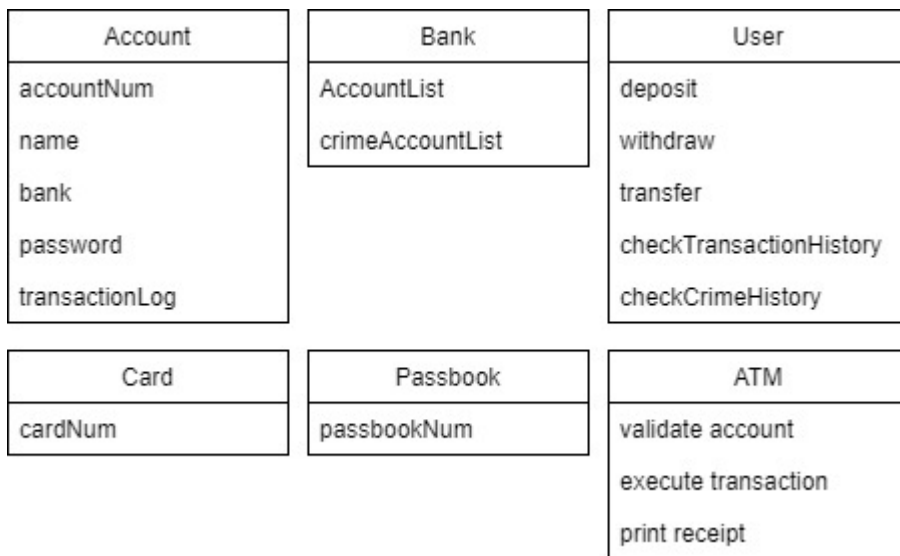 Account
accountNum
name
bank
password
transactionLog
Bank
AccountList
crimeAccountList
User
deposit
withdraw
transfer
checkTransactionHistory
checkCrimeHistory
Card
cardNum
Passbook
passbookNum
ATM
validate account
execute transaction
print receipt